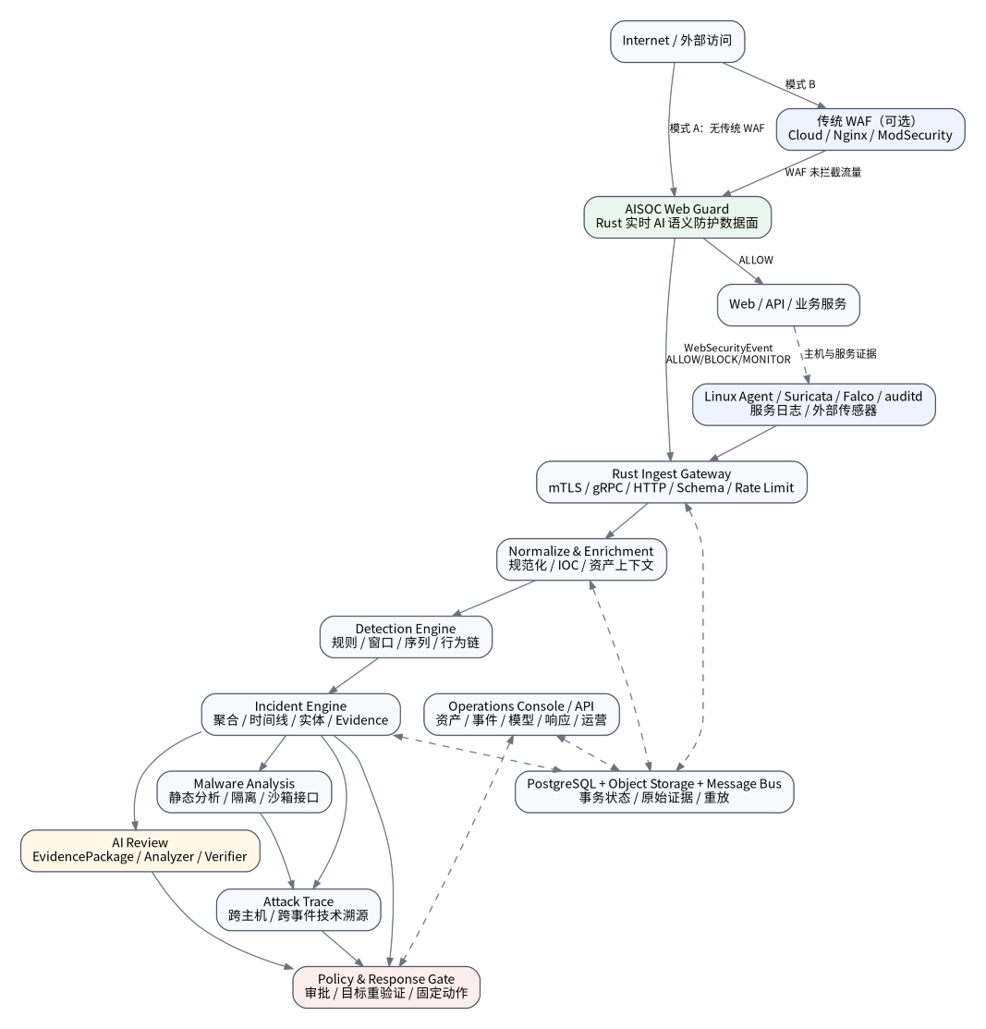 Internet / 外部访问
模式 B
传统 WAF（可选）
Cloud / Nginx / ModSecurity
模式 A：无传统 WAF
WAF 未拦截流量
AISOC Web Guard
Rust 实时 AI 语义防护数据面
ALLOW
Web / API / 业务服务
WebSecurityEvent
ALLOW/BLOCK/MONITOR
主机与服务证据
Linux Agent / Suricata / Falco / auditd
服务日志 / 外部传感器
Rust Ingest Gateway
mTLS / gRPC / HTTP / Schema / Rate Limit
Normalize & Enrichment
规范化 / IOC / 资产上下文
Detection Engine
规则 / 窗口 / 序列 / 行为链
Incident Engine
聚合 / 时间线 / 实体 / Evidence
Operations Console / API
资产 / 事件 / 模型 / 响应 / 运营
Malware Analysis
静态分析 / 隔离 / 沙箱接口
PostgreSQL + Object Storage + Message Bus
事务状态 / 原始证据 / 重放
AI Review
EvidencePackage / Analyzer / Verifier
Attack Trace
跨主机 / 跨事件技术溯源
Policy & Response Gate
审批 / 目标重验证 / 固定动作